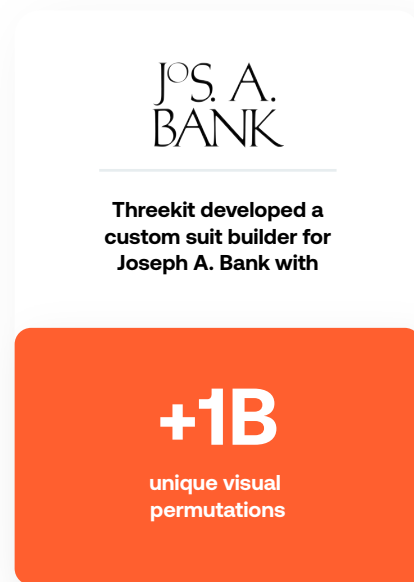 JOS. A.
BANK
Threekit developed a
custom suit builder for
Joseph A. Bank with
+1B
unique visual
permutations